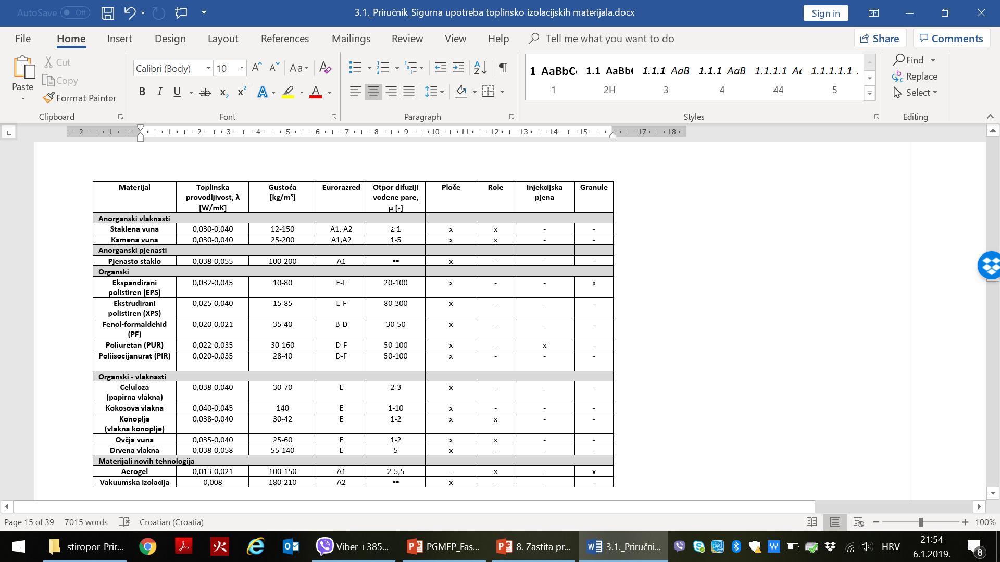 AutoSave Off 3.1._Priručnik_Sigurna upotreba toplinsko izolacijskih materijala.docx Sign in
File Home Insert Design Layout References Mailings Review View Help Tell me what you want to do Share Comments
Paste Cut Copy Format Painter
Clipboard
Calibri (Body) 10
Font
Paragraph
1 AaBbCc 1.1 AaBb( 1.1.1 AaB 1.1.1 AaB 1.1.1.1 Ac 1.1.1.1.1
1 2H 3 4 44 5
Styles
Find
Replace
Select
Editing
2 1 1 2 3 4 5 6 7 8 9 10 11 12 13 14 15 17 18
Materijal Toplinska provodljivost, λ [W/mK] Gustoća [kg/m³] Eurorazred Otpor difuziji vodene pare, μ [-] Ploče Role Injekcijska pjena Granule
Anorganski vlaknasti
Staklena vuna 0,030-0,040 12-150 A1, A2 ≥ 1 x x - -
Kamena vuna 0,030-0,040 25-200 A1,A2 1-5 x x - -
Anorganski pjenasti
Pjenasto staklo 0,038-0,055 100-200 A1 ∞ x - - -
Organski
Ekspandirani polistiren (EPS) 0,032-0,045 10-80 E-F 20-100 x - - x
Ekstrudirani polistiren (XPS) 0,025-0,040 15-85 E-F 80-300 x - - -
Fenol-formaldehid (PF) 0,020-0,021 35-40 B-D 30-50 x - - -
Poliuretan (PUR) 0,022-0,035 30-160 D-F 50-100 x - x -
Poliisocijanurat (PIR) 0,020-0,035 28-40 D-F 50-100 x - - -
Organski - vlaknasti
Celuloza (papirna vlakna) 0,038-0,040 30-70 E 2-3 x - - -
Kokosova vlakna 0,040-0,045 140 E 1-10 x - - -
Konoplja (vlakna konoplje) 0,038-0,040 30-42 E 1-2 x x - -
Ovčja vuna 0,035-0,040 25-60 E 1-2 x x - -
Drvena vlakna 0,038-0,058 55-140 E 5 x - - -
Materijali novih tehnologija
Aerogel 0,013-0,021 100-150 A1 2-5,5 - x - x
Vakuumska izolacija 0,008 180-210 A2 ∞ x - - -
Page 15 of 39 7015 words Croatian (Croatia) 100%
stiropor-Prir... Viber +385... PGMEP_Fas... 8. Zastita pr... 3.1._Priručni... HRV 21:54
6.1.2019. 8